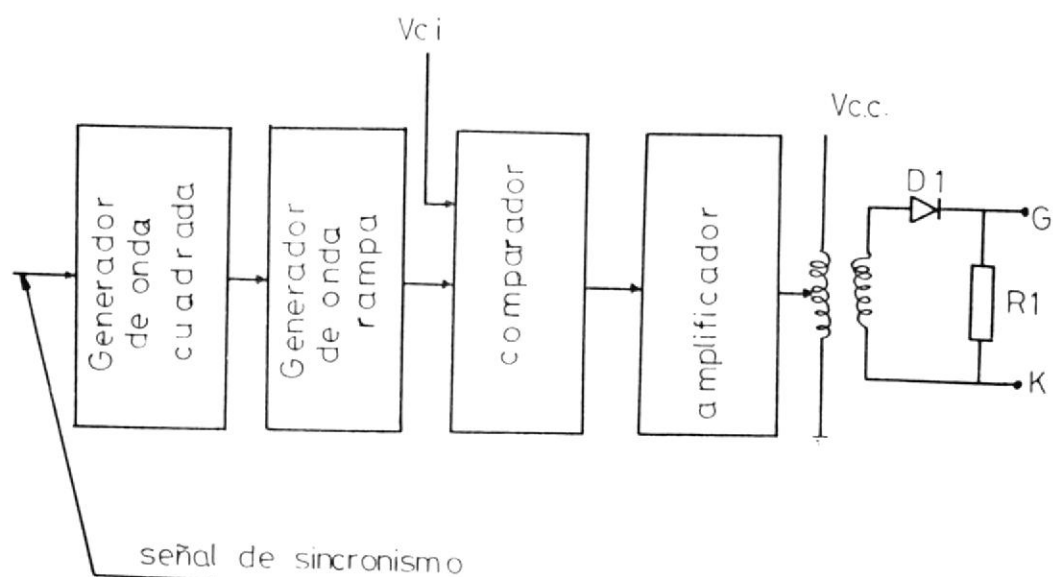 Vci
Vc.c.
Generador
de onda
cuadrada
Generador
de onda
rampa
comparador
amplificador
D1
G
R1
K
señal de sincronismo